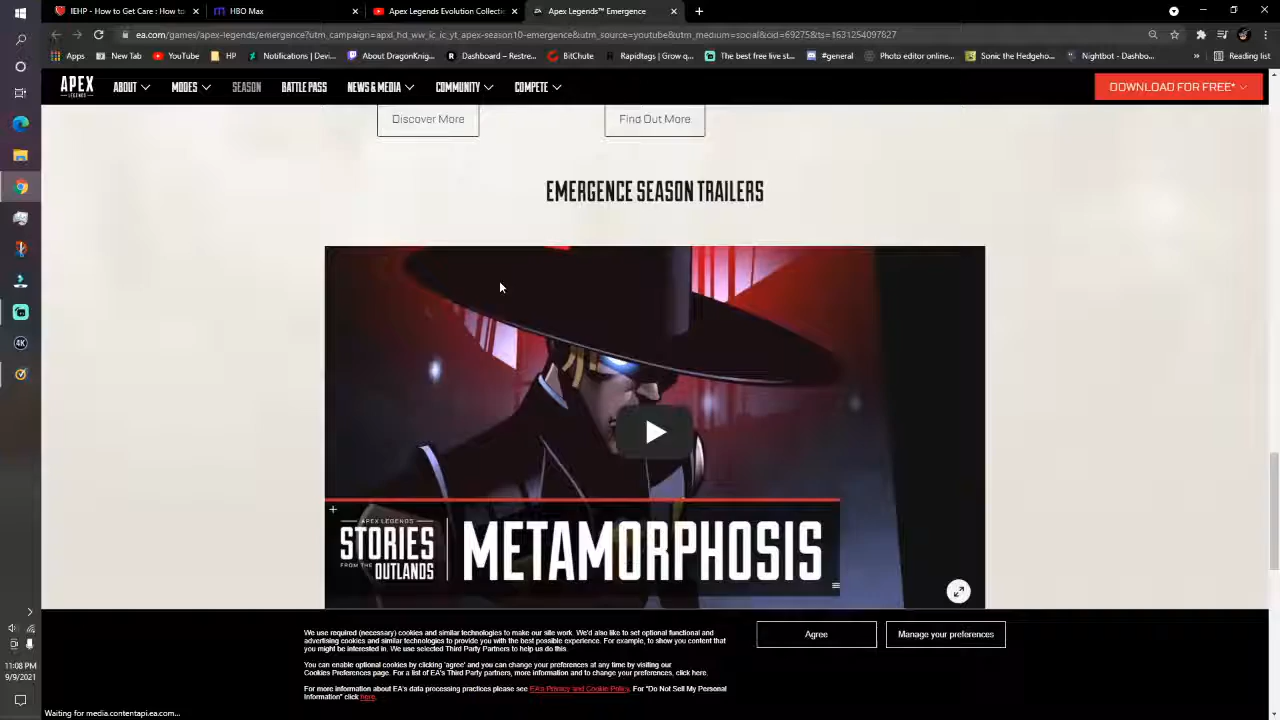 IEHP - How to Get Care : How to
HBO Max
Apex Legends Evolution Collecti
Apex Legends™ Emergence
ea.com/games/apex-legends/emergence?utm_campaign=apxl_hd_ww_ic_ic_yt_apex-season10-emergence&utm_source=youtube&utm_medium=social&cid=69275&ts=1631254097827
Apps
New Tab
YouTube
HP
Notifications | Devi...
About DragonKnig...
Dashboard – Restre...
BitChute
Rapidtags | Grow q...
The best free live st...
#general
Photo editor onlin...
Sonic the Hedgeho...
Nightbot - Dashbo...
»
Reading list
APEX
LEGENDS
ABOUT
MODES
SEASON
BATTLE PASS
NEWS & MEDIA
COMMUNITY
COMPETE
DOWNLOAD FOR FREE*
Discover More
Find Out More
EMERGENCE SEASON TRAILERS
APEX LEGENDS
STORIES
FROM THE OUTLANDS
METAMORPHOSIS
We use required (necessary) cookies and similar technologies to make our site work. We'd also like to set optional functional and
advertising cookies and similar technologies to provide you with the best possible experience. For example, to show you content that
you might be interested in. We use selected Third Party Partners to help us do this.
You can enable optional cookies by clicking 'agree' and you can change your preferences at any time by visiting our
Cookies Preferences page. For a list of EA's Third Party partners, more information and to change your preferences, click here.
For more information about EA's data processing practices please see EA's Privacy and Cookie Policy. For "Do Not Sell My Personal
Information" click here.
Agree
Manage your preferences
4K
11:08 PM
9/9/2021
Waiting for media.contentapi.ea.com...